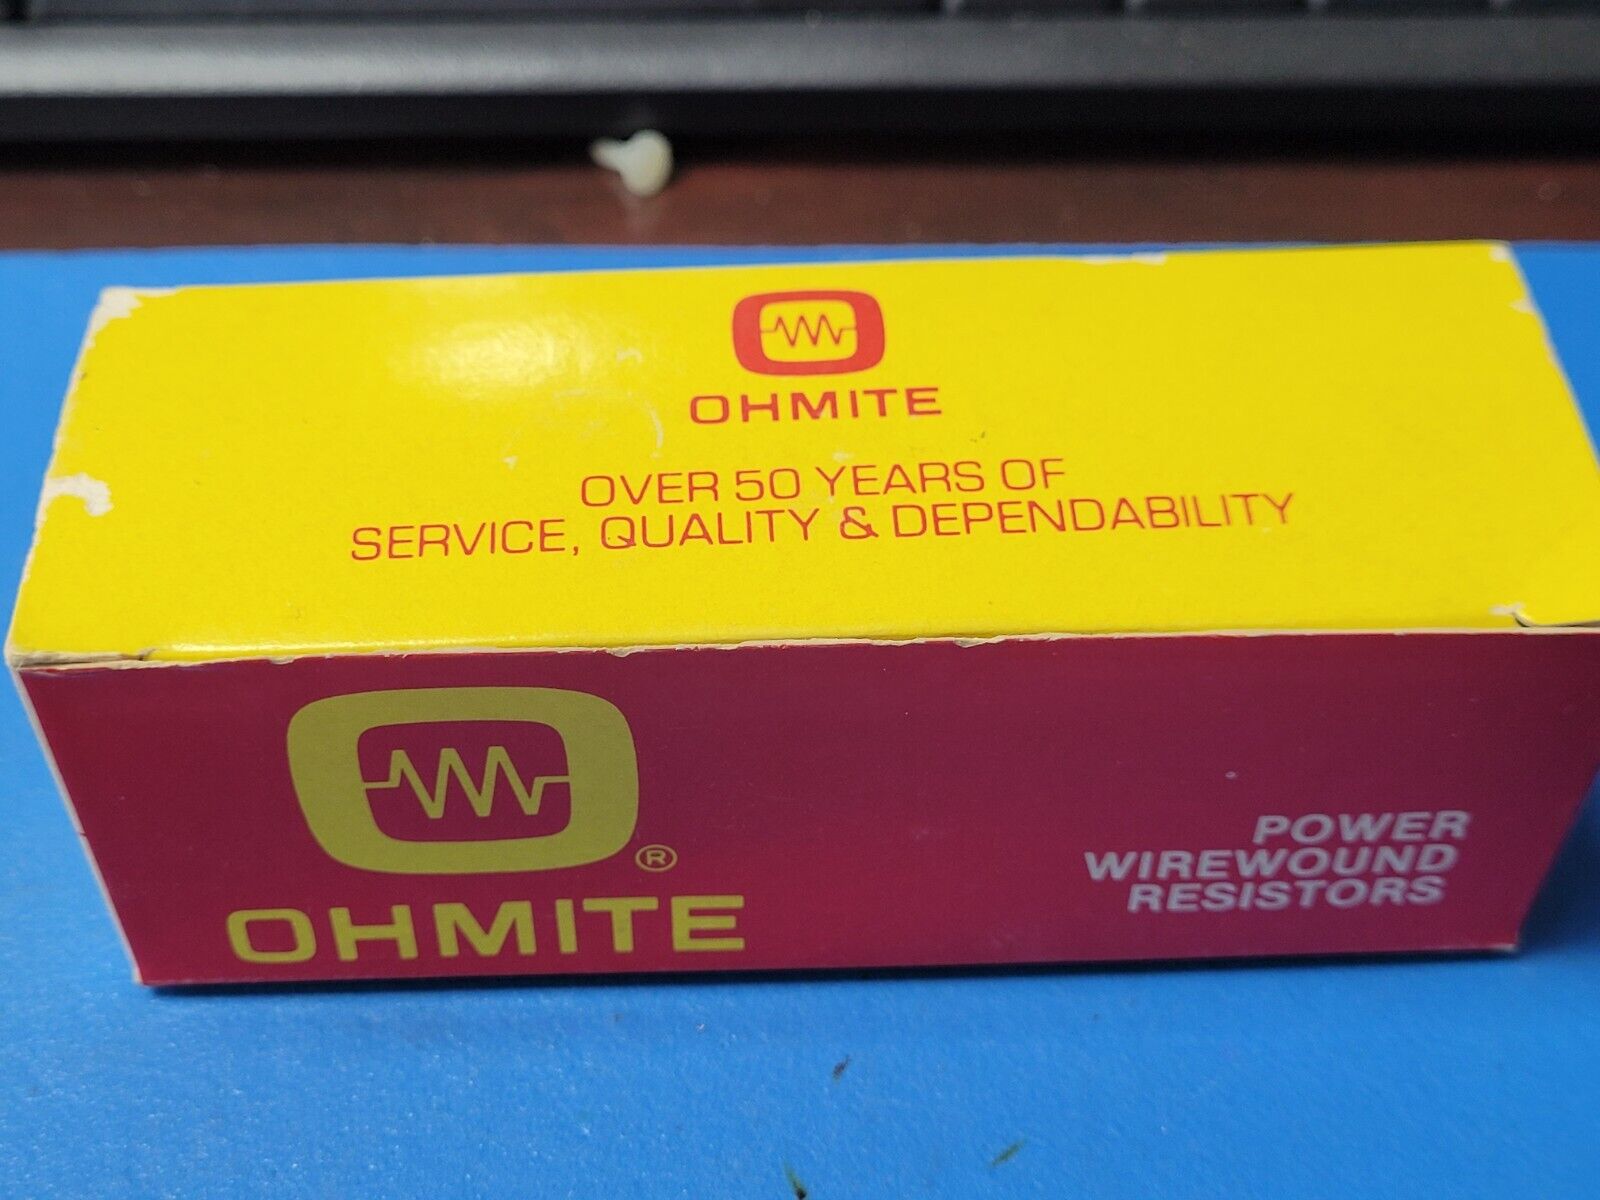 OHMITE
OVER 50 YEARS OF
SERVICE, QUALITY & DEPENDABILITY
®
OHMITE
POWER
WIREWOUND
RESISTORS